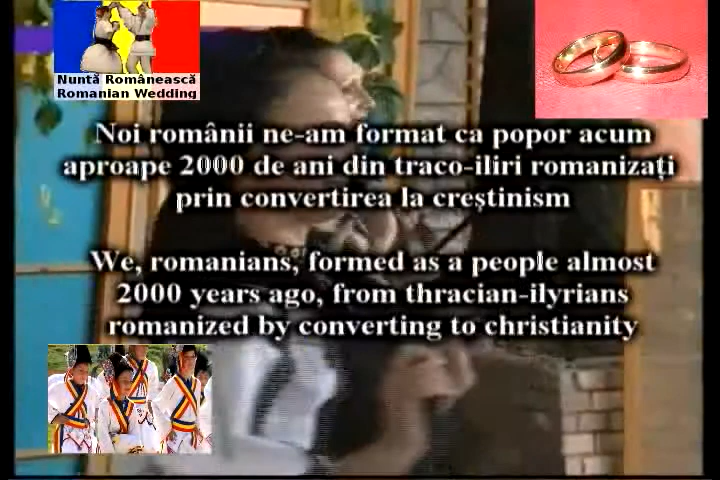 Nuntă Românească
Romanian Wedding
Noi românii ne-am format ca popor acum
aproape 2000 de ani din traco-iliri romanizați
prin convertirea la creștinism
We, romanians, formed as a people almost
2000 years ago, from thracian-ilyrians
romanized by converting to christianity